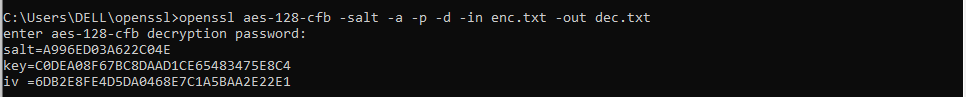 C:\Users\DELL\openssl>openssl aes-128-cfb -salt -a -p -d -in enc.txt -out dec.txt
enter aes-128-cfb decryption password:
salt=A996ED03A622C04E
key=C0DEA08F67BC8DAAD1CE65483475E8C4
iv =6DB2E8FE4D5DA0468E7C1A5BAA2E22E1